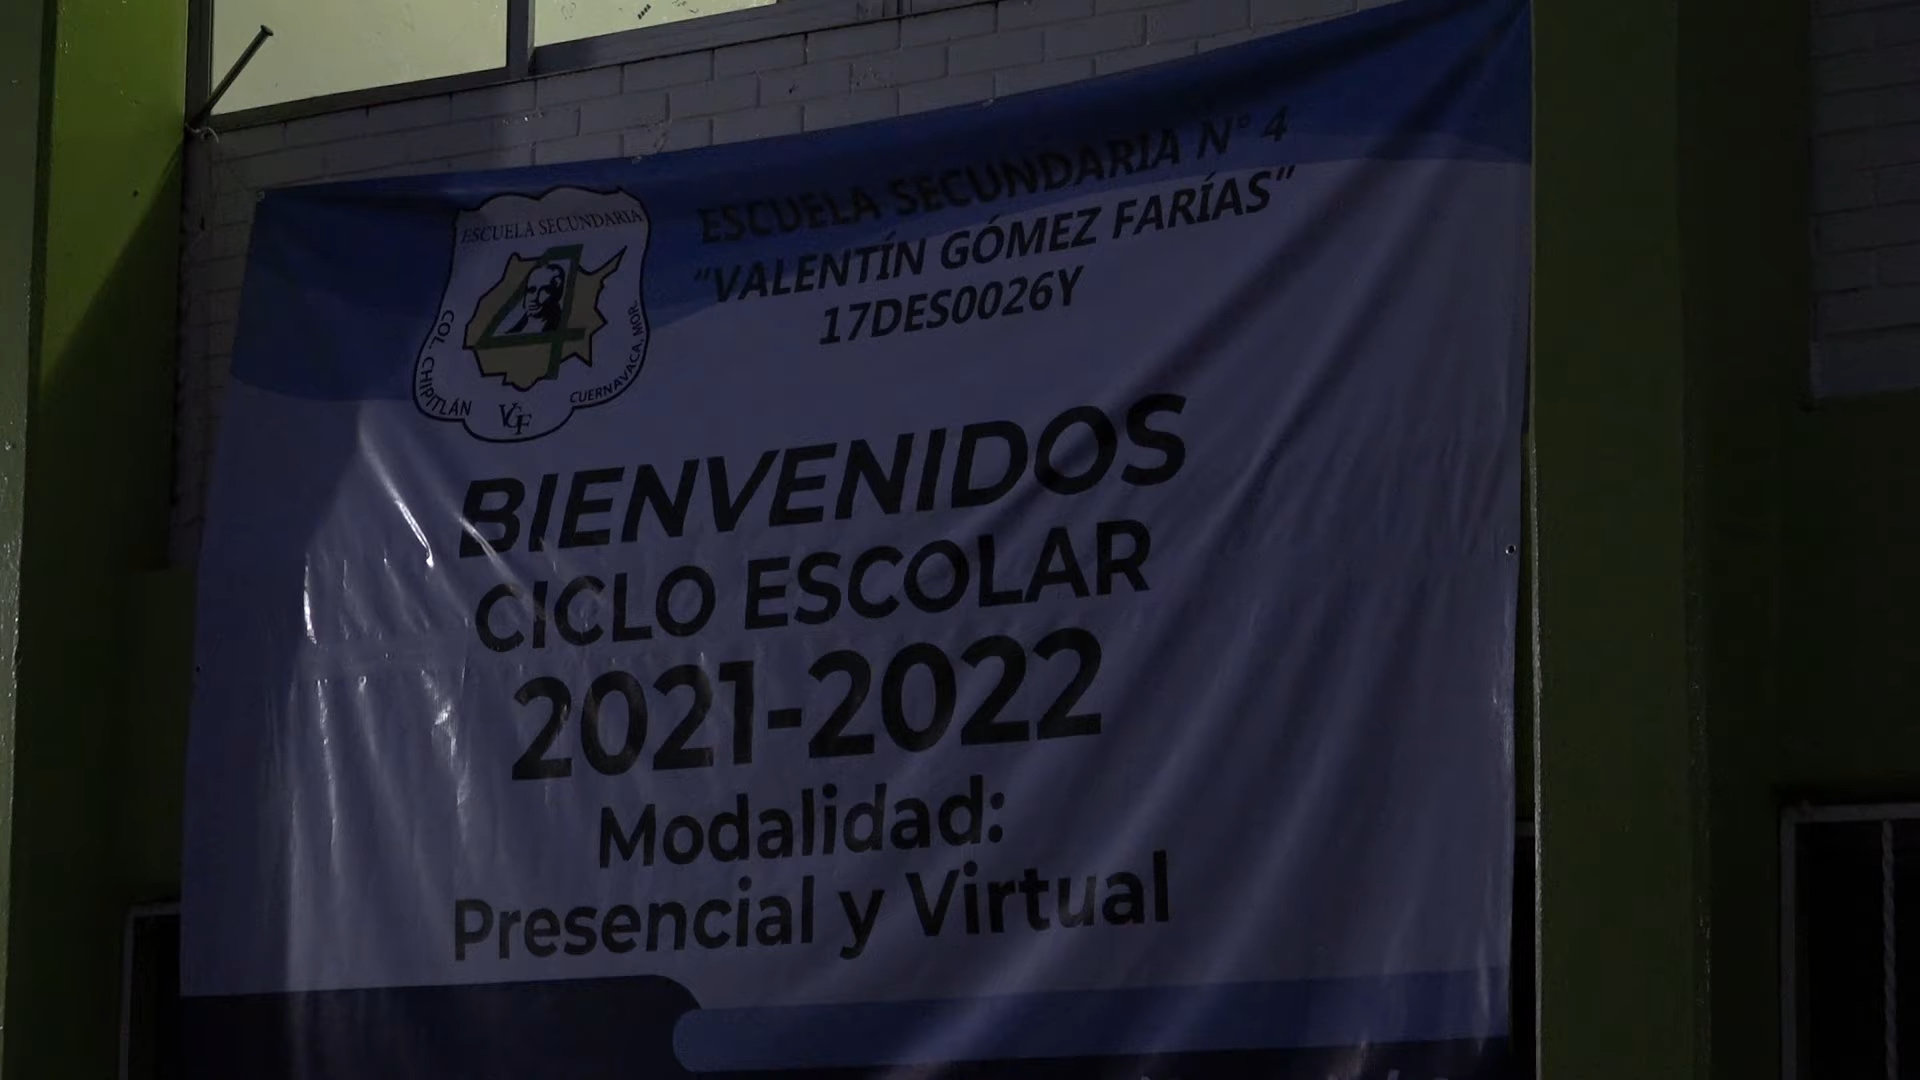 ESCUELA SECUNDARIA N° 4
"VALENTÍN GÓMEZ FARÍAS"
17DES0026Y
ESCUELA SECUNDARIA
4
COL. CHIPITLÁN
VGF
CUERNAVACA, MOR.
BIENVENIDOS
CICLO ESCOLAR
2021-2022
Modalidad:
Presencial y Virtual